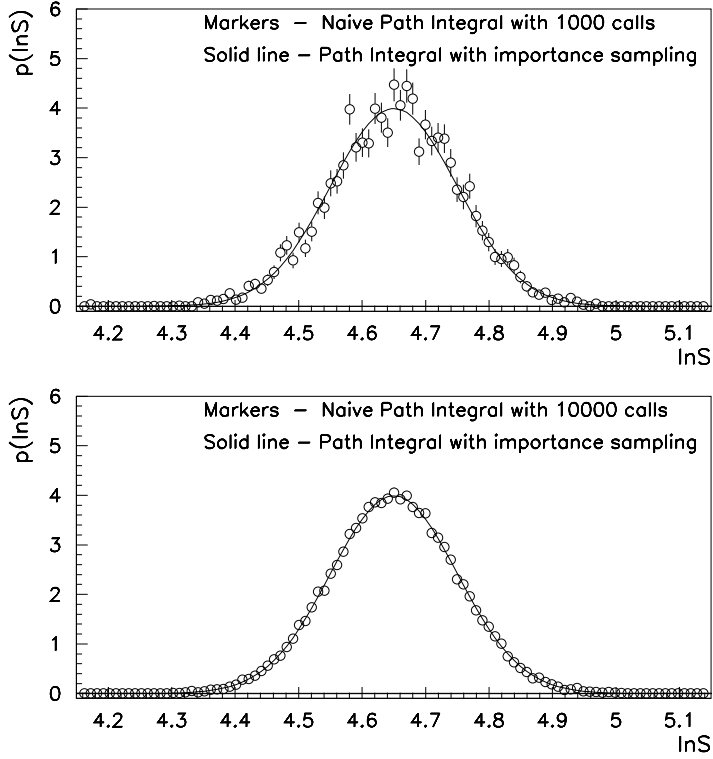 6
Markers – Naive Path Integral with 1000 calls
p(lnS)
Solid line – Path Integral with importance sampling
5
4
3
2
1
0
4.2 4.3 4.4 4.5 4.6 4.7 4.8 4.9 5 5.1
lnS
6
Markers – Naive Path Integral with 10000 calls
p(lnS)
Solid line – Path Integral with importance sampling
5
4
3
2
1
0
4.2 4.3 4.4 4.5 4.6 4.7 4.8 4.9 5 5.1
lnS